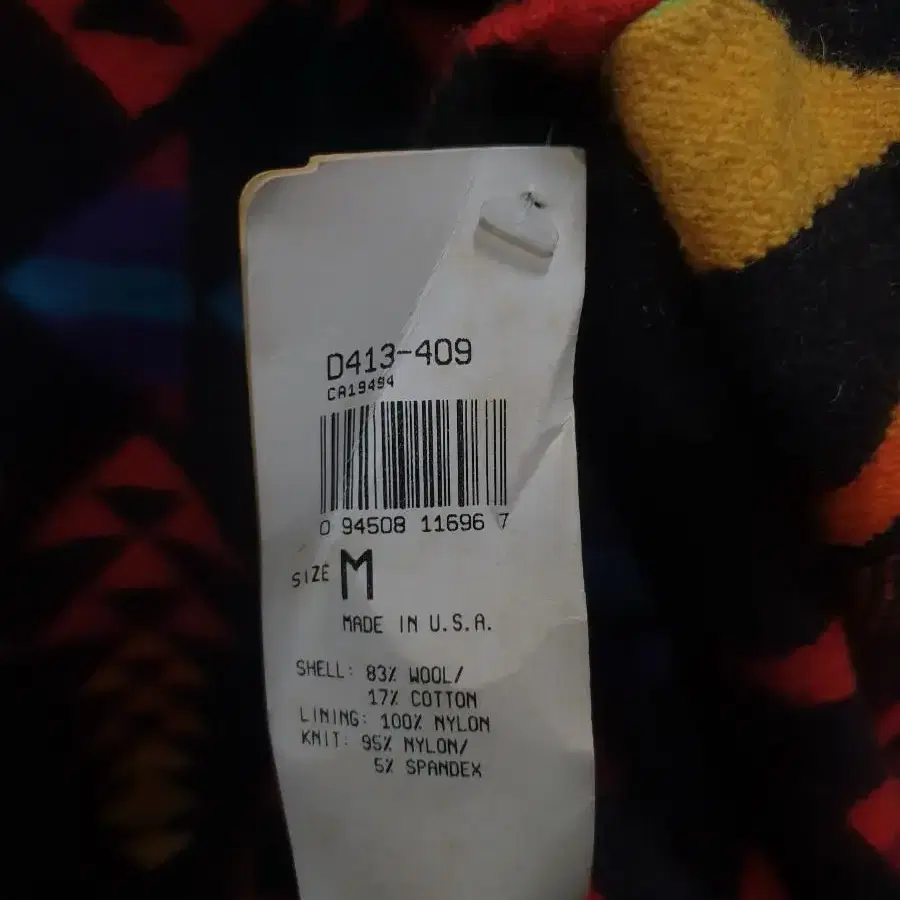 D413-409
CA19494
0 94508 11696 7
SIZE M
MADE IN U.S.A.
SHELL: 83% WOOL/
17% COTTON
LINING: 100% NYLON
KNIT: 95% NYLON/
5% SPANDEX